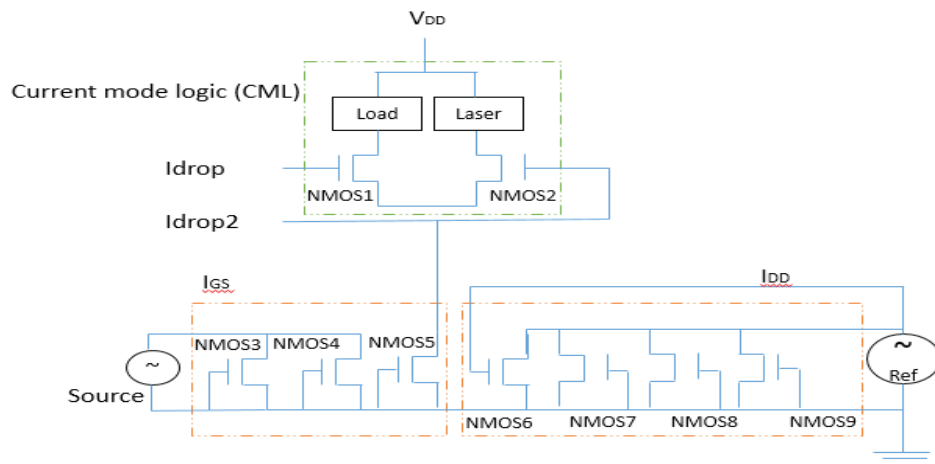 VDD
Current mode logic (CML)
Load
Laser
Idrop
NMOS1
NMOS2
Idrop2
IGS
IDD
NMOS3
NMOS4
NMOS5
~
~
Ref
Source
NMOS6
NMOS7
NMOS8
NMOS9